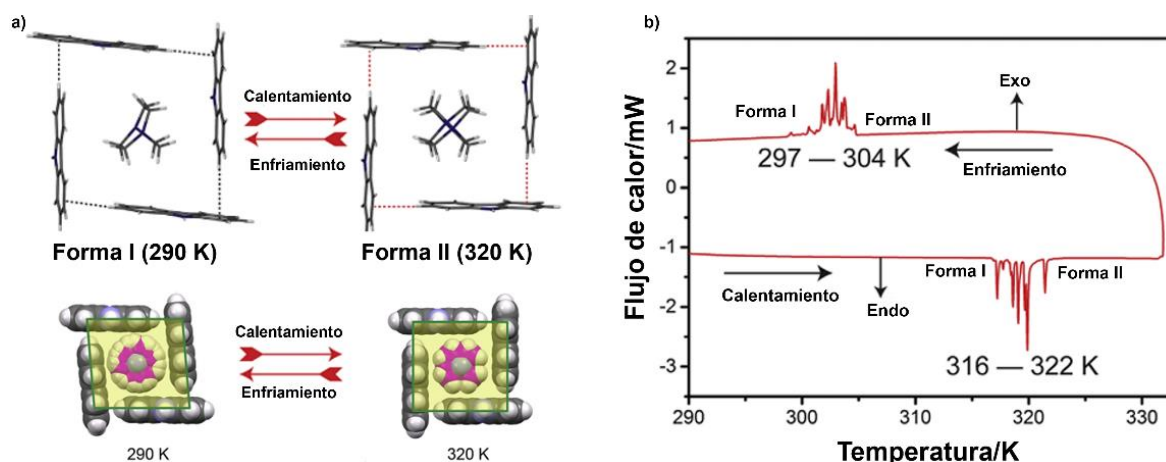 a)
Calentamiento
Enfriamiento
Forma I (290 K)
Forma II (320 K)
Calentamiento
Enfriamiento
290 K
320 K
b)
Flujo de calor/mW
2
1
0
-1
-2
-3
Forma I
Forma II
297 — 304 K
Exo
Enfriamiento
Calentamiento
Endo
Forma I
Forma II
316 — 322 K
290
300
310
320
330
Temperatura/K